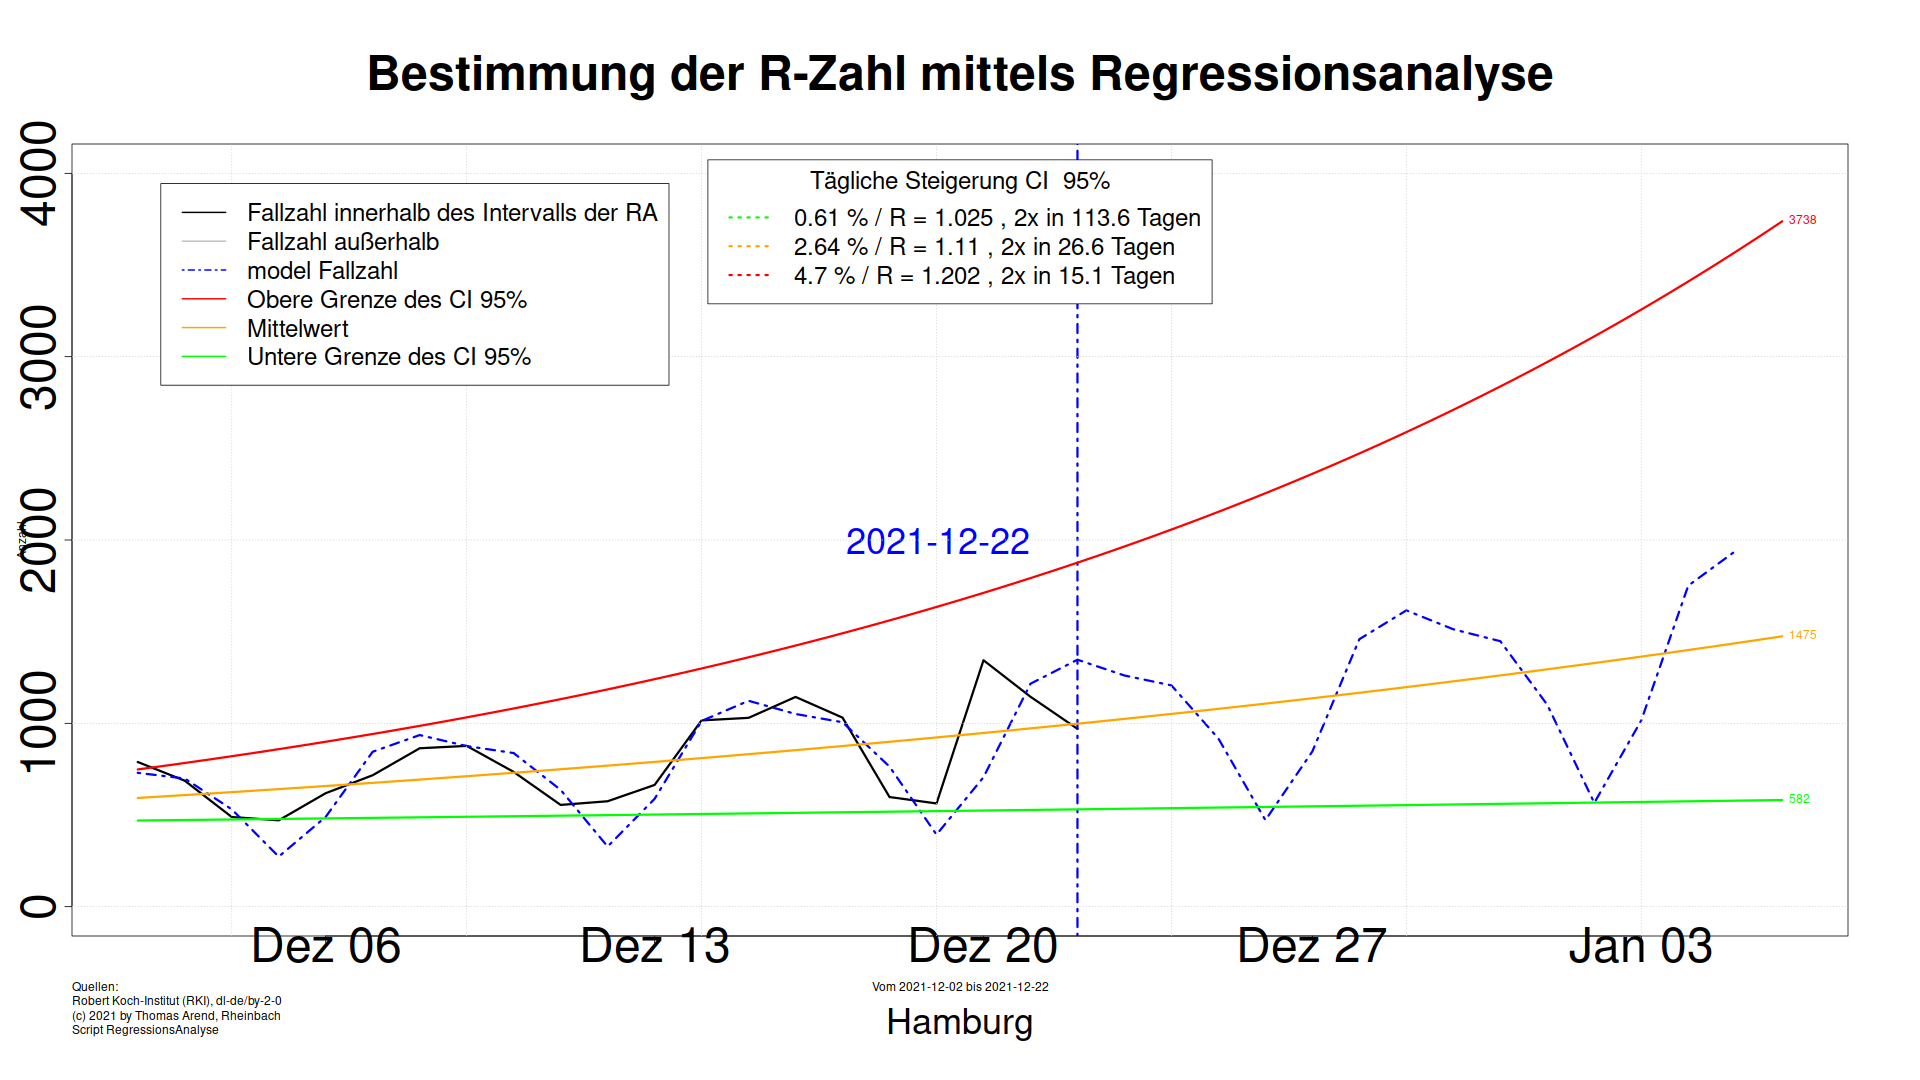 Bestimmung der R-Zahl mittels Regressionsanalyse
4000
3000
2000
1000
0
Anzahl
Fallzahl innerhalb des Intervalls der RA
Fallzahl außerhalb
model Fallzahl
Obere Grenze des CI 95%
Mittelwert
Untere Grenze des CI 95%
Tägliche Steigerung CI  95%
0.61 % / R = 1.025 , 2x in 113.6 Tagen
2.64 % / R = 1.11 , 2x in 26.6 Tagen
4.7 % / R = 1.202 , 2x in 15.1 Tagen
3738
2021-12-22
1475
582
Dez 06
Dez 13
Dez 20
Dez 27
Jan 03
Quellen:
Robert Koch-Institut (RKI), dl-de/by-2-0
(c) 2021 by Thomas Arend, Rheinbach
Script RegressionsAnalyse
Vom 2021-12-02 bis 2021-12-22
Hamburg